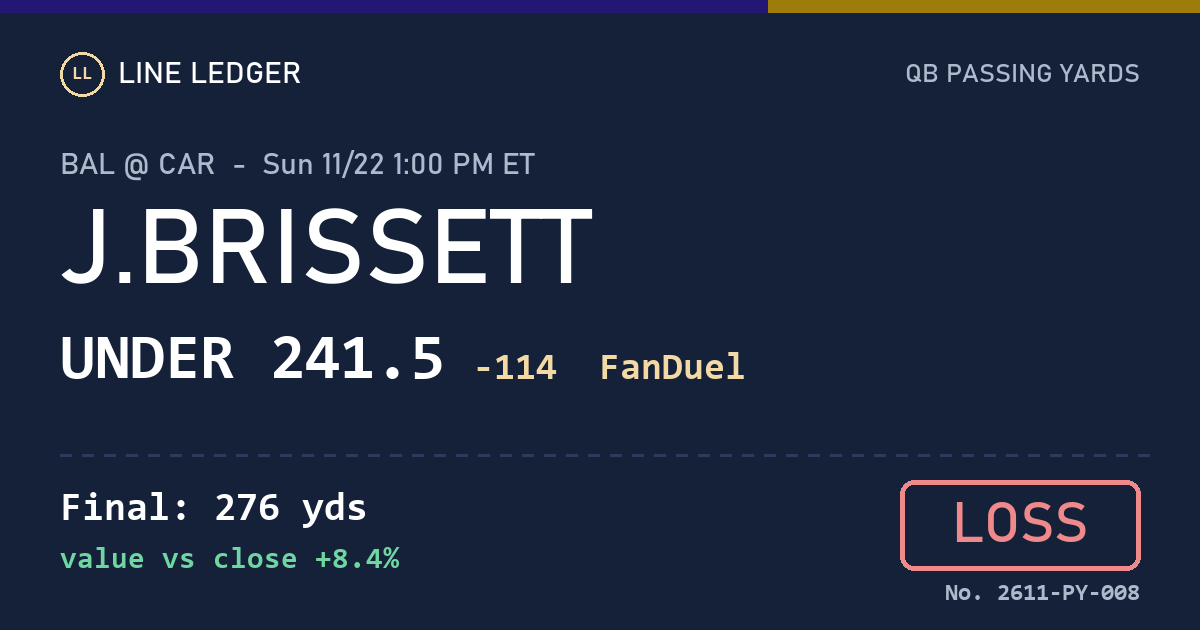 LL LINE LEDGER
QB PASSING YARDS
BAL @ CAR - Sun 11/22 1:00 PM ET
J.BRISSETT
UNDER 241.5 -114 FanDuel
Final: 276 yds
value vs close +8.4%
LOSS
No. 2611-PY-008